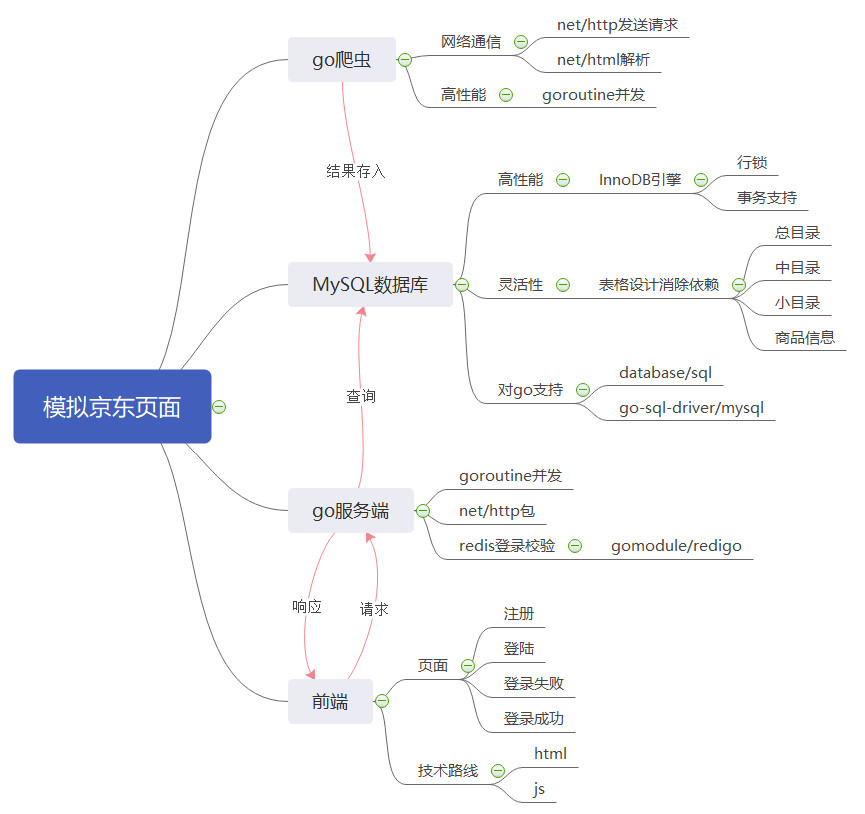 模拟京东页面
go爬虫
网络通信
net/http发送请求
net/html解析
高性能
goroutine并发
结果存入
MySQL数据库
高性能
InnoDB引擎
行锁
事务支持
灵活性
表格设计消除依赖
总目录
中目录
小目录
商品信息
对go支持
database/sql
go-sql-driver/mysql
查询
go服务端
goroutine并发
net/http包
redis登录校验
gomodule/redigo
响应
请求
前端
页面
注册
登陆
登录失败
登录成功
技术路线
html
js